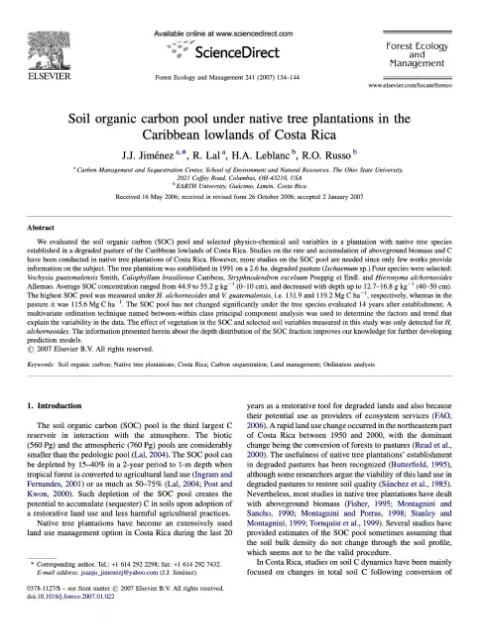 Available online at www.sciencedirect.com
ScienceDirect
ELSEVIER
Forest Ecology and Management 241 (2007) 134–144
Forest Ecology
and
Management
www.elsevier.com/locate/foreco
Soil organic carbon pool under native tree plantations in the
Caribbean lowlands of Costa Rica
J.J. Jiménez a,*, R. Lal a, H.A. Leblanc b, R.O. Russo b
a Carbon Management and Sequestration Center, School of Environment and Natural Resources. The Ohio State University,
2021 Coffey Road, Columbus, OH-43210, USA
b EARTH University, Guácimo, Limón. Costa Rica
Received 16 May 2006; received in revised form 26 October 2006; accepted 2 January 2007
Abstract
We evaluated the soil organic (SOC) pool and selected physico-chemical soil variables in a plantation with native tree species
established in a degraded pasture of the Caribbean lowlands of Costa Rica. Studies on the rate and accumulation of aboveground biomass and C
have been conducted in native tree plantations of Costa Rica. However, more studies on the SOC pool are needed since only few works provide
information on the subject. The tree plantation was established in 1991 on a 2.6 ha. degraded pasture (Ischaemum sp.) Four species were selected:
Vochysia guatemalensis Smith, Calophyllum brasiliense Cambess, Stryphnodendron excelsum Poeppig et Endl. and Hieronyma alchorneoides
Allemao. Average SOC concentration ranged from 44.9 to 55.2 g kg−1 (0–10 cm), and decreased with depth up to 12.7–16.8 g kg−1 (40–50 cm).
The highest SOC pool was measured under H. alchorneoides and V. guatemalensis, i.e. 131.9 and 119.2 Mg C ha−1, respectively, whereas in the
pasture it was 115.6 Mg C ha−1. The SOC pool has not changed significantly under the tree species evaluated 14 years after establishment. A
multivariate ordination technique named between-within class principal component analysis was used to determine the factors and trend that
explain the variability in the data. The effect of vegetation in the SOC and selected soil variables measured in this study was only detected for H.
alchorneoides. The information presented herein about the depth distribution of the SOC fraction improves our knowledge for further developing
prediction models.
© 2007 Elsevier B.V. All rights reserved.
Keywords: Soil organic carbon; Native tree plantations; Costa Rica; Carbon sequestration; Land management; Ordination analysis
1. Introduction
The soil organic carbon (SOC) pool is the third largest C
reservoir in interaction with the atmosphere. The biotic
(560 Pg) and the atmospheric (760 Pg) pools are considerably
smaller than the pedologic pool (Lal, 2004). The SOC pool can
be depleted by 15–40% in a 2-year period to 1-m depth when
tropical forest is converted to agricultural land use (Ingram and
Fernandes, 2001) or as much as 50–75% (Lal, 2004; Post and
Kwon, 2000). Such depletion of the SOC pool creates the
potential to accumulate (sequester) C in soils upon adoption of
a restorative land use and less harmful agricultural practices.
Native tree plantations have become an extensively used
land use management option in Costa Rica during the last 20
* Corresponding author. Tel.: +1 614 292 2298; fax: +1 614 292 7432.
E-mail address: juanjo_jimenezj@yahoo.com (J.J. Jiménez).
years as a restorative tool for degraded lands and also because
their potential use as providers of ecosystem services (FAO,
2006). A rapid land use change occurred in the northeastern part
of Costa Rica between 1950 and 2000, with the dominant
change being the conversion of forests to pastures (Read et al.,
2000). The usefulness of native tree plantations' establishment
in degraded pastures has been recognized (Butterfield, 1995),
although some researchers argue the viability of this land use in
degraded pastures to restore soil quality (Sánchez et al., 1985).
Nevertheless, most studies in native tree plantations have dealt
with aboveground biomass (Fisher, 1995; Montagnini and
Sancho, 1990; Montagnini and Porras, 1998; Stanley and
Montagnini, 1999; Tornquist et al., 1999). Several studies have
provided estimates of the SOC pool sometimes assuming that
the soil bulk density do not change through the soil profile,
which seems not to be the valid procedure.
In Costa Rica, studies on soil C dynamics have been mainly
focused on changes in total soil C following conversion of
0378-1127/$ – see front matter © 2007 Elsevier B.V. All rights reserved.
doi:10.1016/j.foreco.2007.01.022